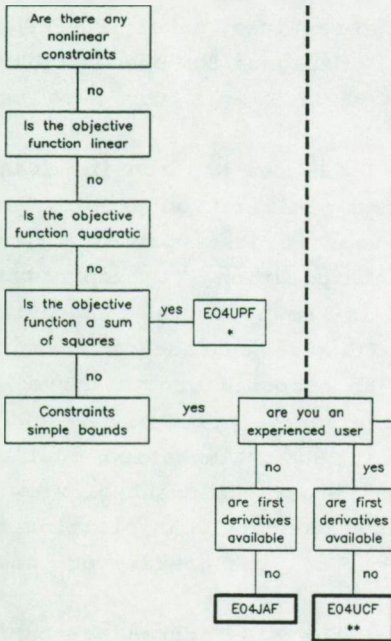 Are there any
nonlinear
constraints
no
Is the objective
function linear
no
Is the objective
function quadratic
no
Is the objective
function a sum
of squares
yes
E04UPF
*
no
Constraints
simple bounds
yes
are you an
experienced user
no
yes
are first
derivatives
available
are first
derivatives
available
no
no
E04JAF
E04UCF
**